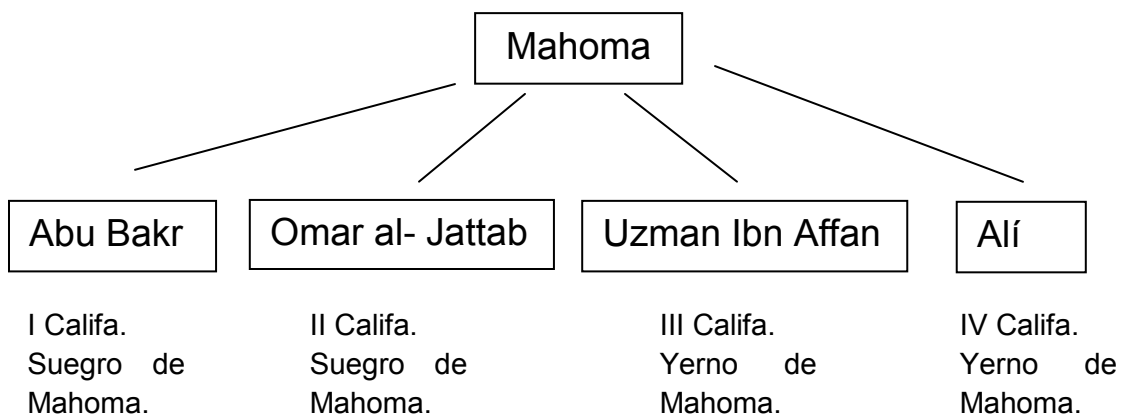 Mahoma
Abu Bakr
Omar al- Jattab
Uzman Ibn Affan
Alí
I Califa.
Suegro de
Mahoma.
II Califa.
Suegro de
Mahoma.
III Califa.
Yerno de
Mahoma.
IV Califa.
Yerno de
Mahoma.